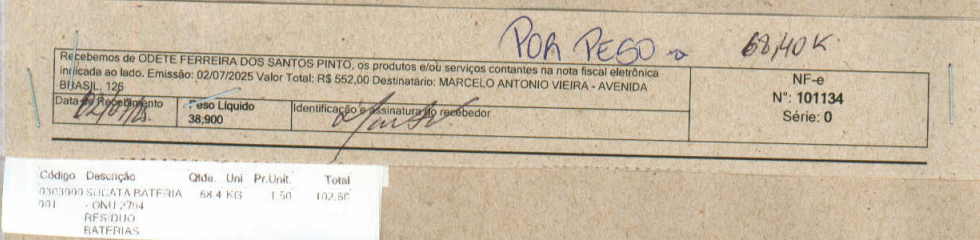 POR PESO → 68,40 K
Recebemos de ODETE FERREIRA DOS SANTOS PINTO, os produtos e/ou serviços contantes na nota fiscal eletrônica
indicada ao lado. Emissão: 02/07/2025 Valor Total: R$ 552,00 Destinatário: MARCELO ANTONIO VIEIRA - AVENIDA
BRASIL, 126
NF-e
N°: 101134
Série: 0
Data de Recebimento
Peso Líquido
38,900
Identificação e assinatura do recebedor
Código Descrição Qtde. Uni Pr.Unit. Total
0303000 SUCATA BATERIA 68.4 KG 1,50 102,60
001 - ONU 2794
RESIDUO
BATERIAS